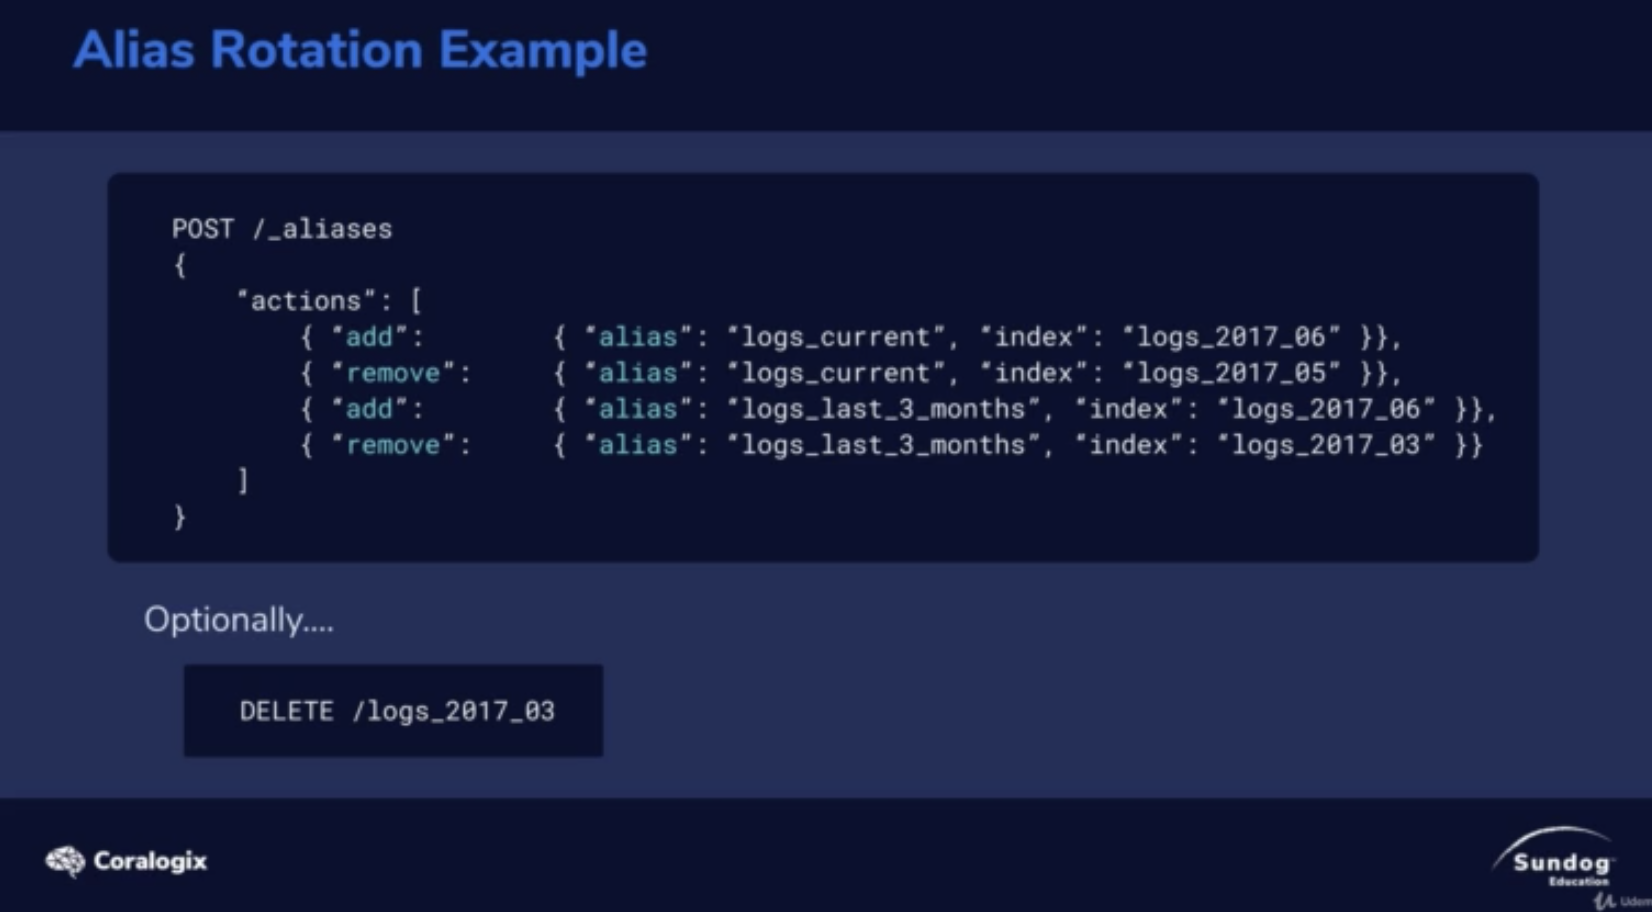 Alias Rotation Example
POST /_aliases
{
“actions”: [
{ “add”: { “alias”: “logs_current”, “index”: “logs_2017_06” }},
{ “remove”: { “alias”: “logs_current”, “index”: “logs_2017_05” }},
{ “add”: { “alias”: “logs_last_3_months”, “index”: “logs_2017_06” }},
{ “remove”: { “alias”: “logs_last_3_months”, “index”: “logs_2017_03” }}
]
}
Optionally....
DELETE /logs_2017_03
Coralogix
Sundog
Education